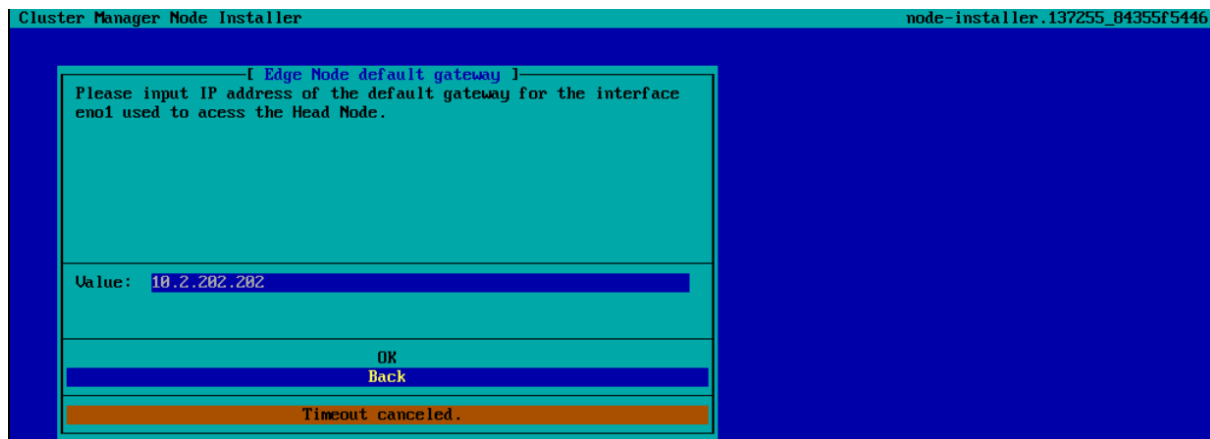 Cluster Manager Node Installer node-installer.137255_84355f5446
[ Edge Node default gateway ]
Please input IP address of the default gateway for the interface
eno1 used to acess the Head Node.
Value: 10.2.202.202
OK
Back
Timeout canceled.